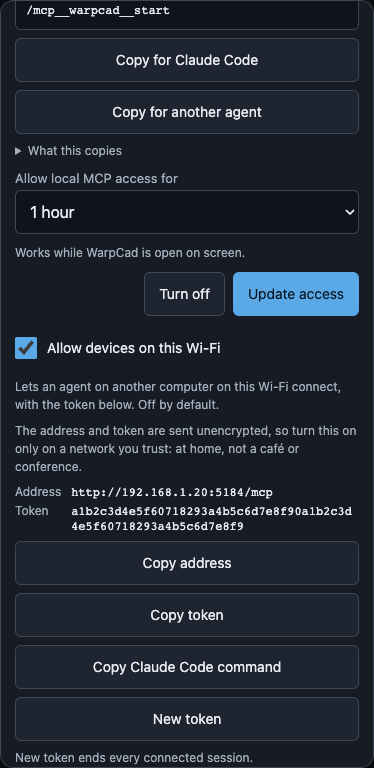 /mcp__warpcad__start
Copy for Claude Code
Copy for another agent
What this copies
Allow local MCP access for
1 hour
Works while WarpCad is open on screen.
Turn off
Update access
Allow devices on this Wi-Fi
Lets an agent on another computer on this Wi-Fi connect,
with the token below. Off by default.
The address and token are sent unencrypted, so turn this on
only on a network you trust: at home, not a café or
conference.
Address http://192.168.1.20:5184/mcp
Token a1b2c3d4e5f60718293a4b5c6d7e8f90a1b2c3d
4e5f60718293a4b5c6d7e8f9
Copy address
Copy token
Copy Claude Code command
New token
New token ends every connected session.